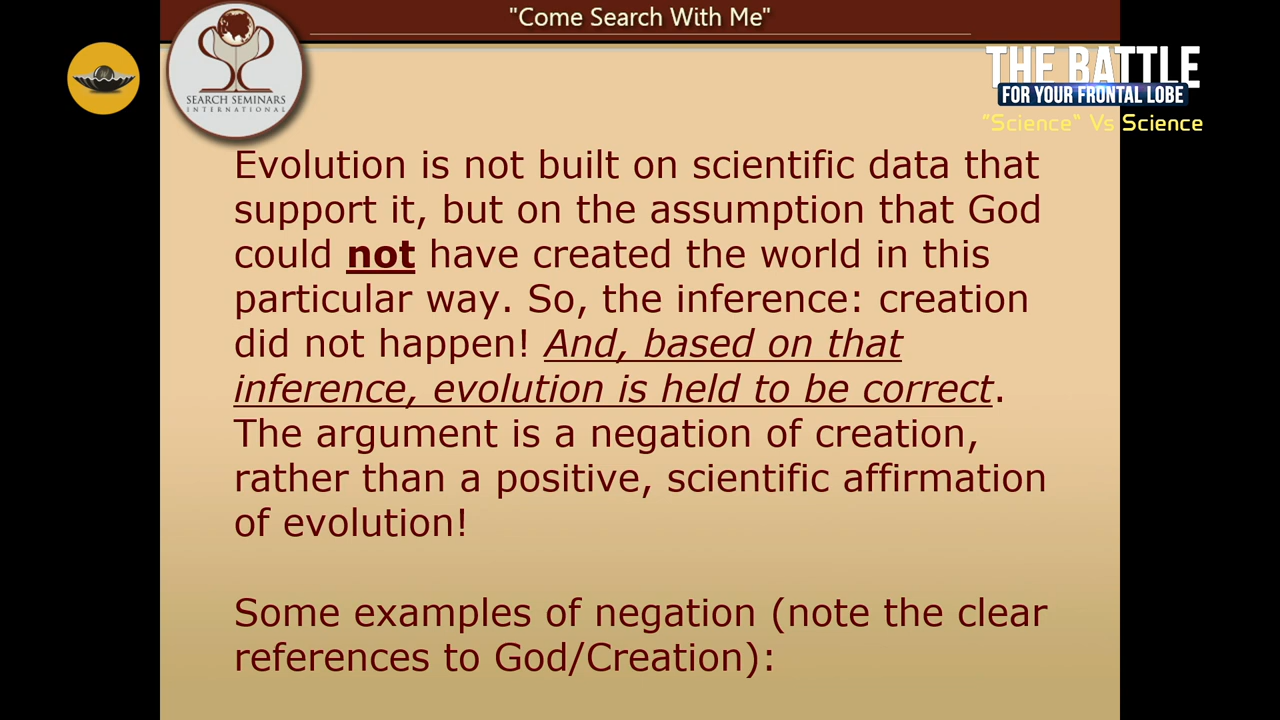 "Come Search With Me"
SEARCH SEMINARS
INTERNATIONAL
THE BATTLE
FOR YOUR FRONTAL LOBE
"Science" Vs Science
Evolution is not built on scientific data that
support it, but on the assumption that God
could not have created the world in this
particular way. So, the inference: creation
did not happen! And, based on that
inference, evolution is held to be correct.
The argument is a negation of creation,
rather than a positive, scientific affirmation
of evolution!
Some examples of negation (note the clear
references to God/Creation):